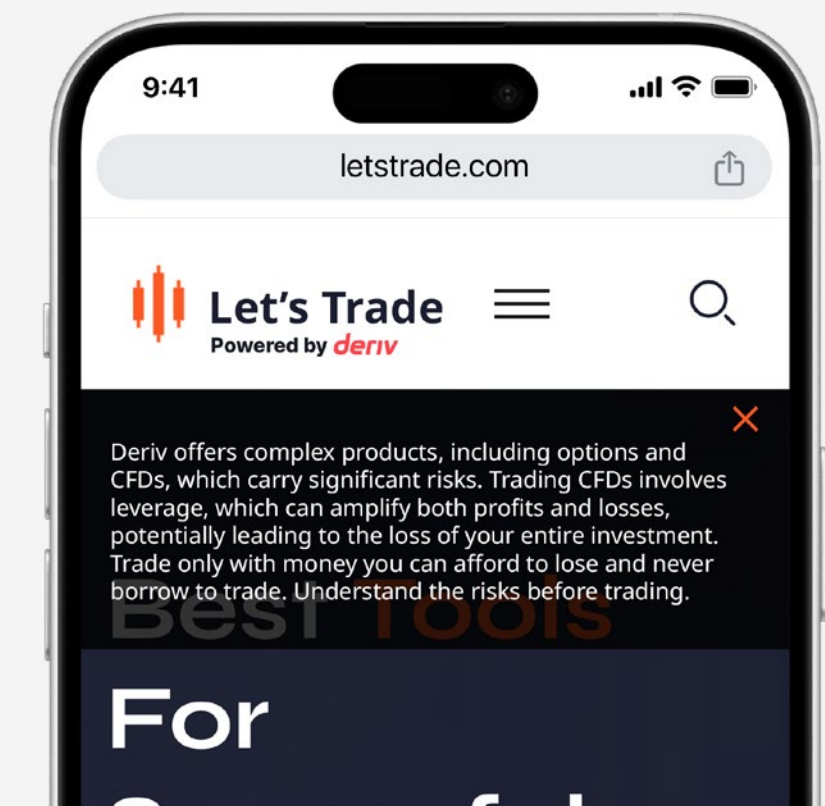 9:41
letstrade.com
Let's Trade
Powered by deriv
Deriv offers complex products, including options and
CFDs, which carry significant risks. Trading CFDs involves
leverage, which can amplify both profits and losses,
potentially leading to the loss of your entire investment.
Trade only with money you can afford to lose and never
borrow to trade. Understand the risks before trading.
Best Tools
For